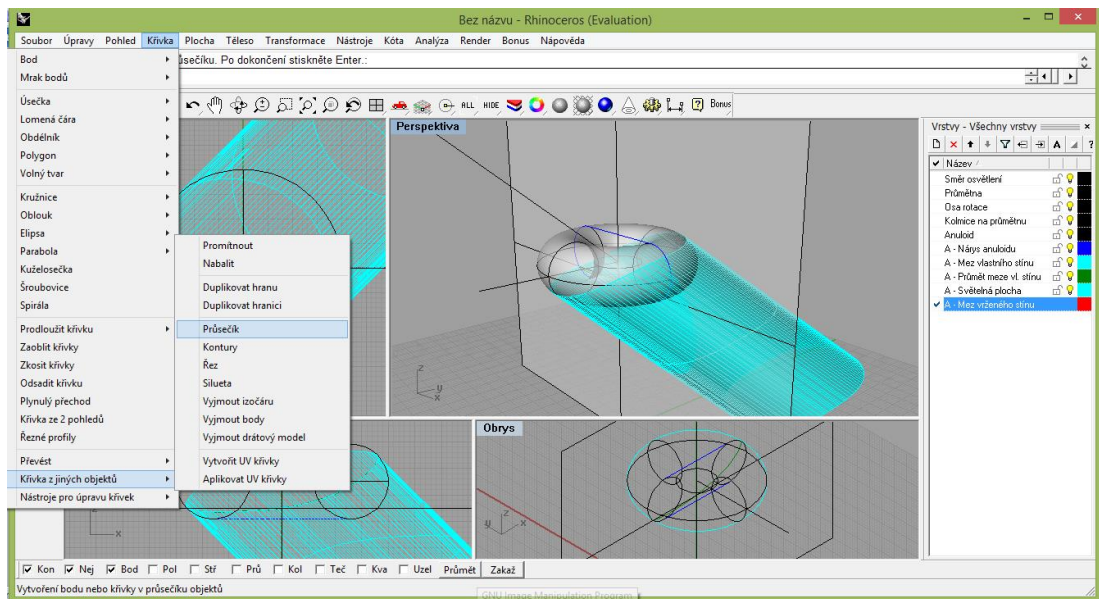 Bez názvu - Rhinoceros (Evaluation)
Soubor Úpravy Pohled Křivka Plocha Těleso Transformace Nástroje Kóta Analýza Render Bonus Nápověda
růsečíku. Po dokončení stiskněte Enter.:
Bod
Mrak bodů
Úsečka
Lomená čára
Obdélník
Polygon
Volný tvar
Kružnice
Oblouk
Elipsa
Parabola
Kuželosečka
Šroubovice
Spirála
Prodloužit křivku
Zaoblit křivky
Zkosit křivky
Odsadit křivku
Plynulý přechod
Křivka ze 2 pohledů
Řezné profily
Převést
Křivka z jiných objektů
Nástroje pro úpravu křivek
Promítnout
Nabalit
Duplikovat hranu
Duplikovat hranici
Průsečík
Kontury
Řez
Silueta
Vyjmout izočáru
Vyjmout body
Vyjmout drátový model
Vytvořit UV křivky
Aplikovat UV křivky
ALL HIDE Bonus
Perspektiva
z
y
x
Obrys
z
y
x
z
x
Vrstvy - Všechny vrstvy
A ?
Název
Směr osvětlení
Průmětna
Osa rotace
Kolmice na průmětnu
Anuloid
A - Nárys anuloidu
A - Mez vlastního stínu
A - Průmět meze vl. stínu
A - Světelná plocha
A - Mez vrženého stínu
Kon Nej Bod Pol Stř Prů Kol Teč Kva Uzel Průmět Zakaž
Vytvoření bodu nebo křivky v průsečíku objektů
GNU Image Manipulation Program